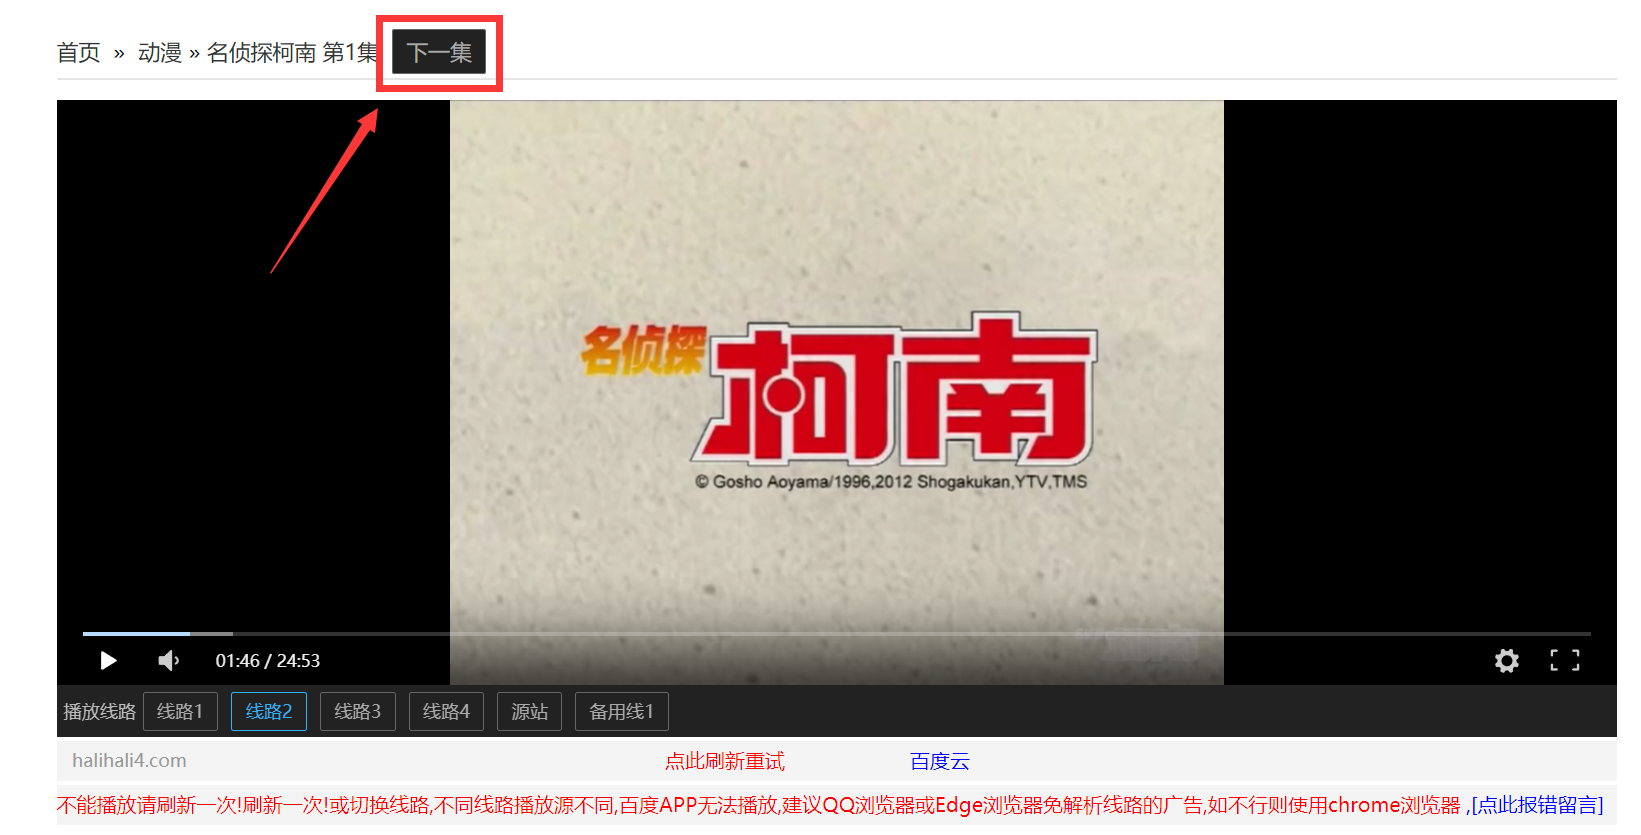 首页 » 动漫 » 名侦探柯南 第1集 下一集
名侦探柯南
© Gosho Aoyama/1996,2012 Shogakukan,YTV,TMS
01:46 / 24:53
播放线路 线路1 线路2 线路3 线路4 源站 备用线1
halihali4.com 点此刷新重试 百度云
不能播放请刷新一次!刷新一次!或切换线路,不同线路播放源不同,百度APP无法播放,建议QQ浏览器或Edge浏览器免解析线路的广告,如不行则使用chrome浏览器 ,[点此报错留言]